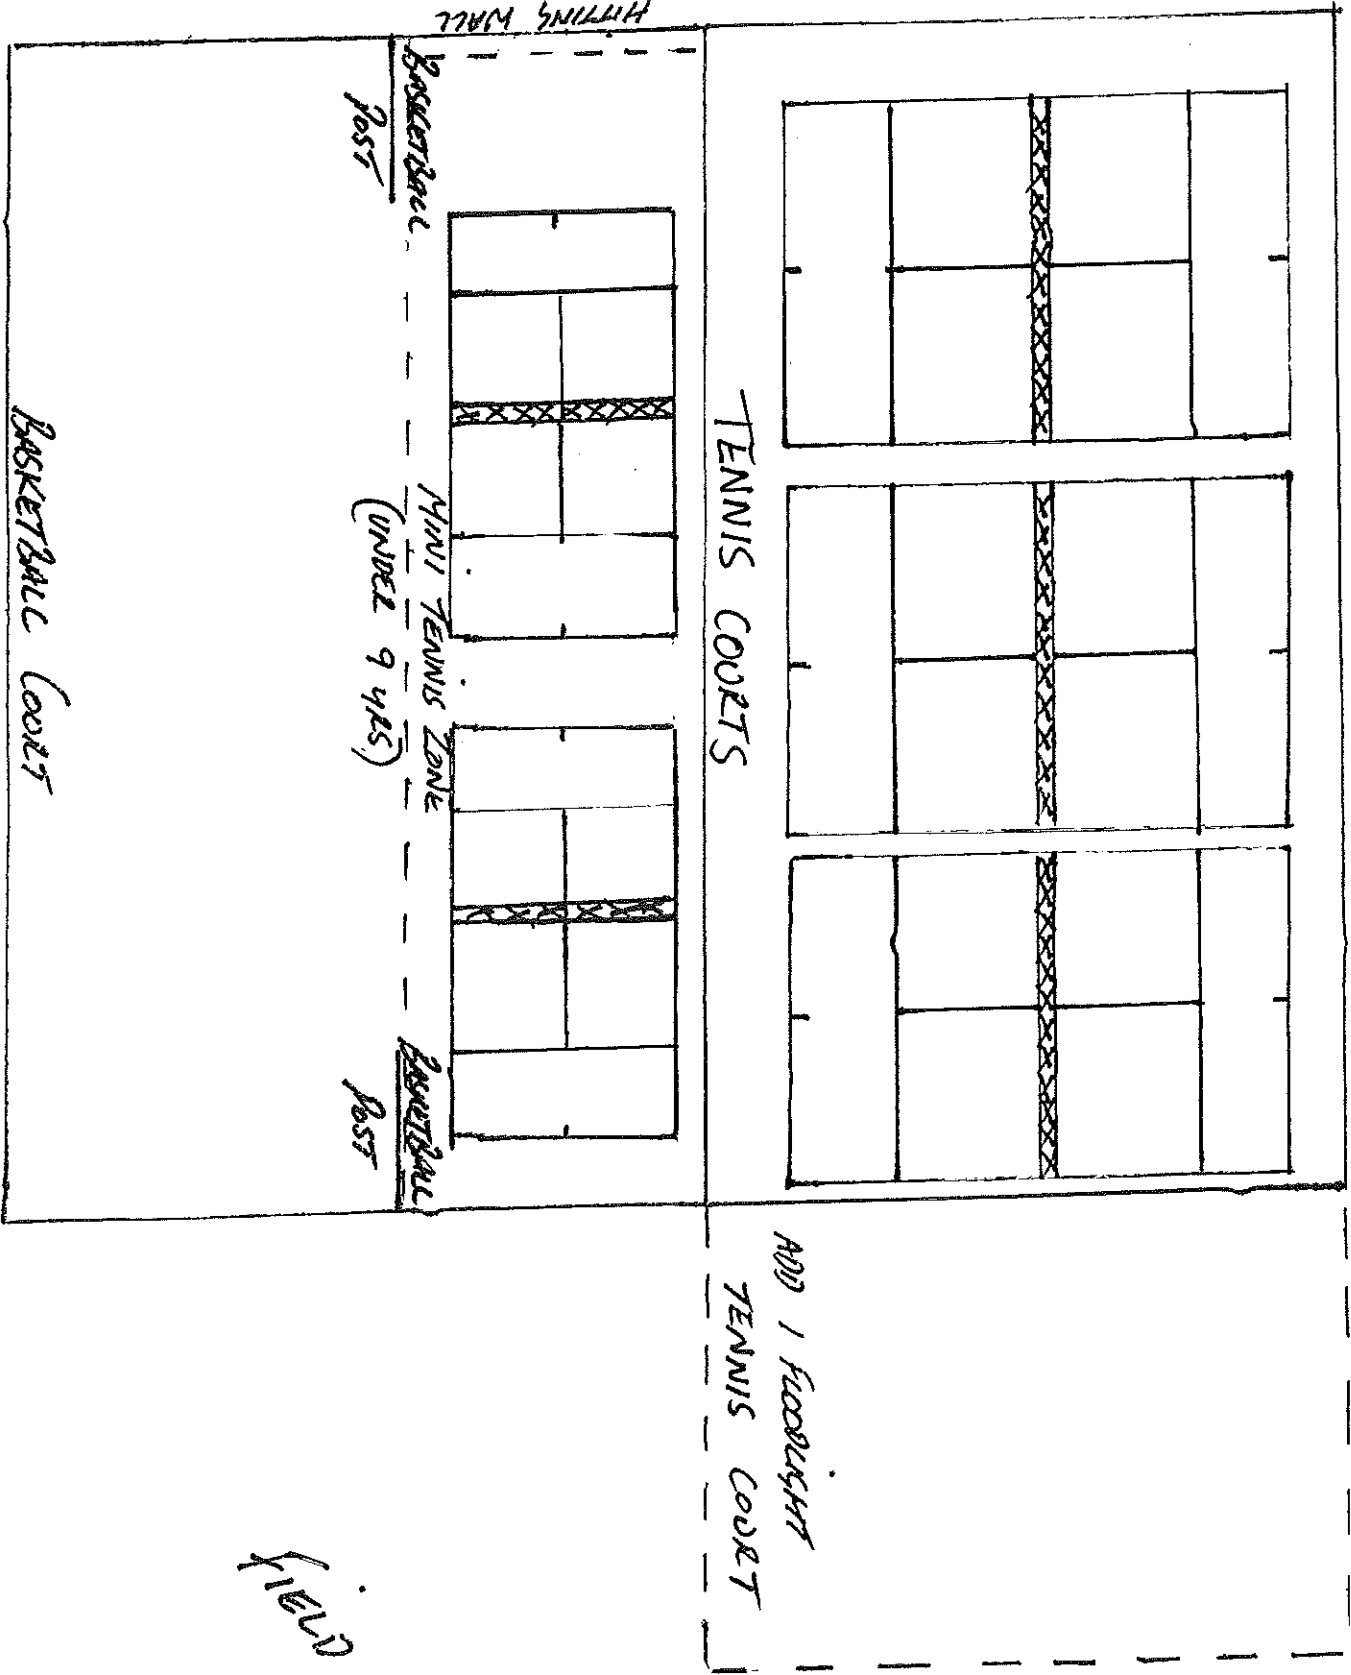 HITTING WALL
ADD 1 FLOODLIGHT
TENNIS COURT
TENNIS COURTS
BASKETBALL
POST
MINI TENNIS ZONE
(UNDER 9 YRS)
BASKETBALL
POST
BASKETBALL COURT
FIELD